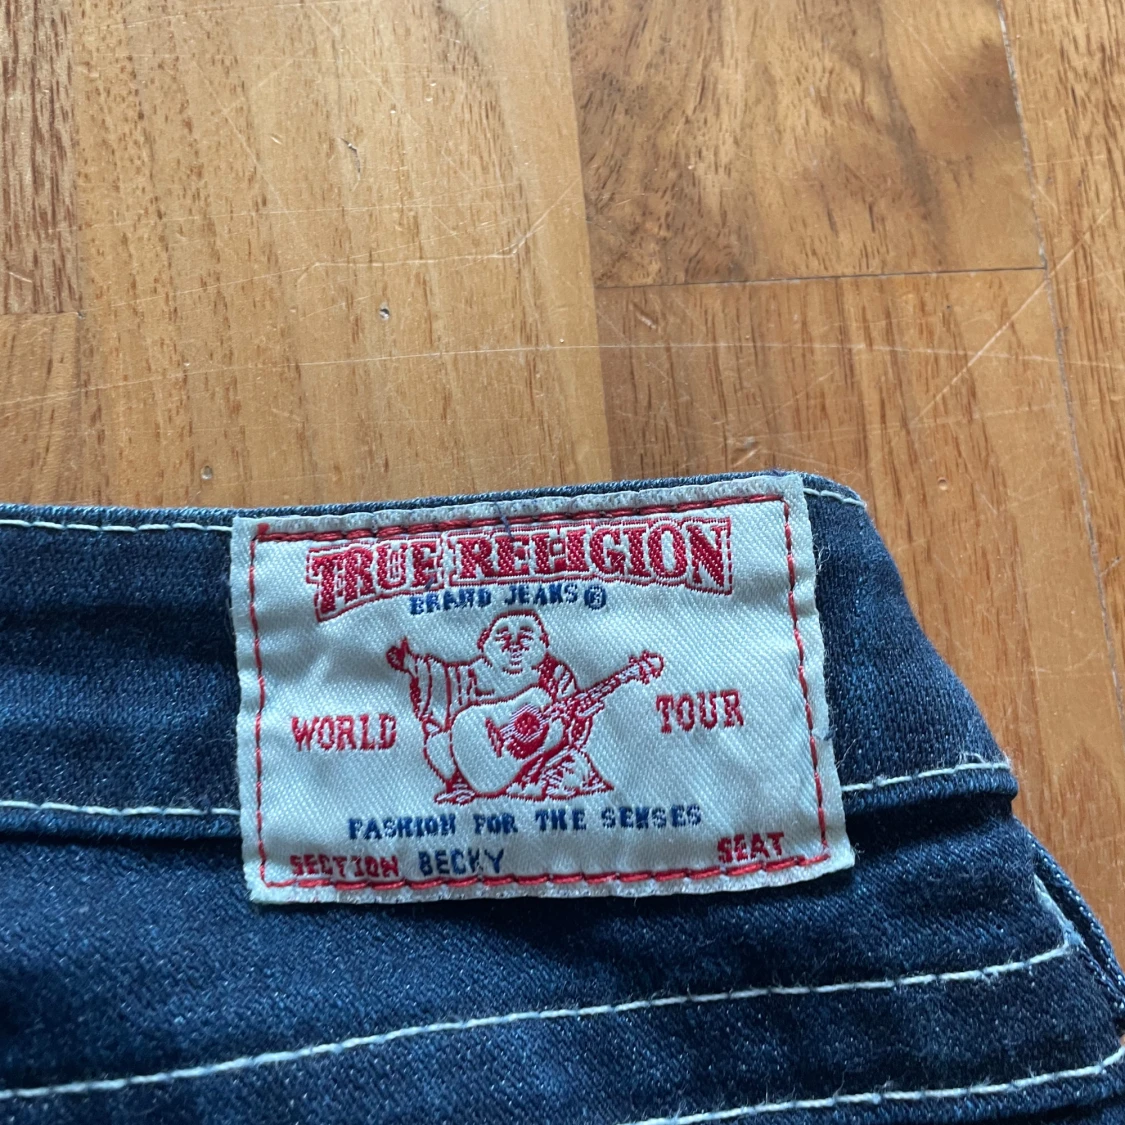 TRUE RELIGION
BRAND JEANS®
WORLD TOUR
FASHION FOR THE SENSES
SECTION BECKY SEAT